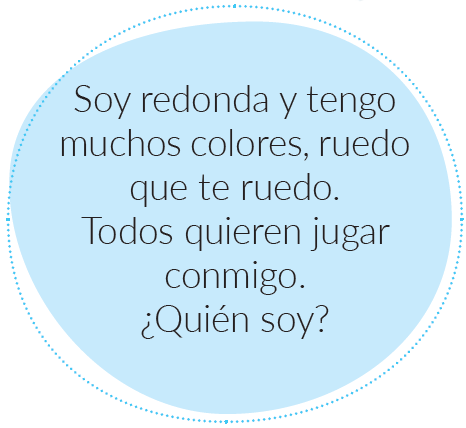 Soy redonda y tengo
muchos colores, ruedo
que te ruedo.
Todos quieren jugar
conmigo.
¿Quién soy?